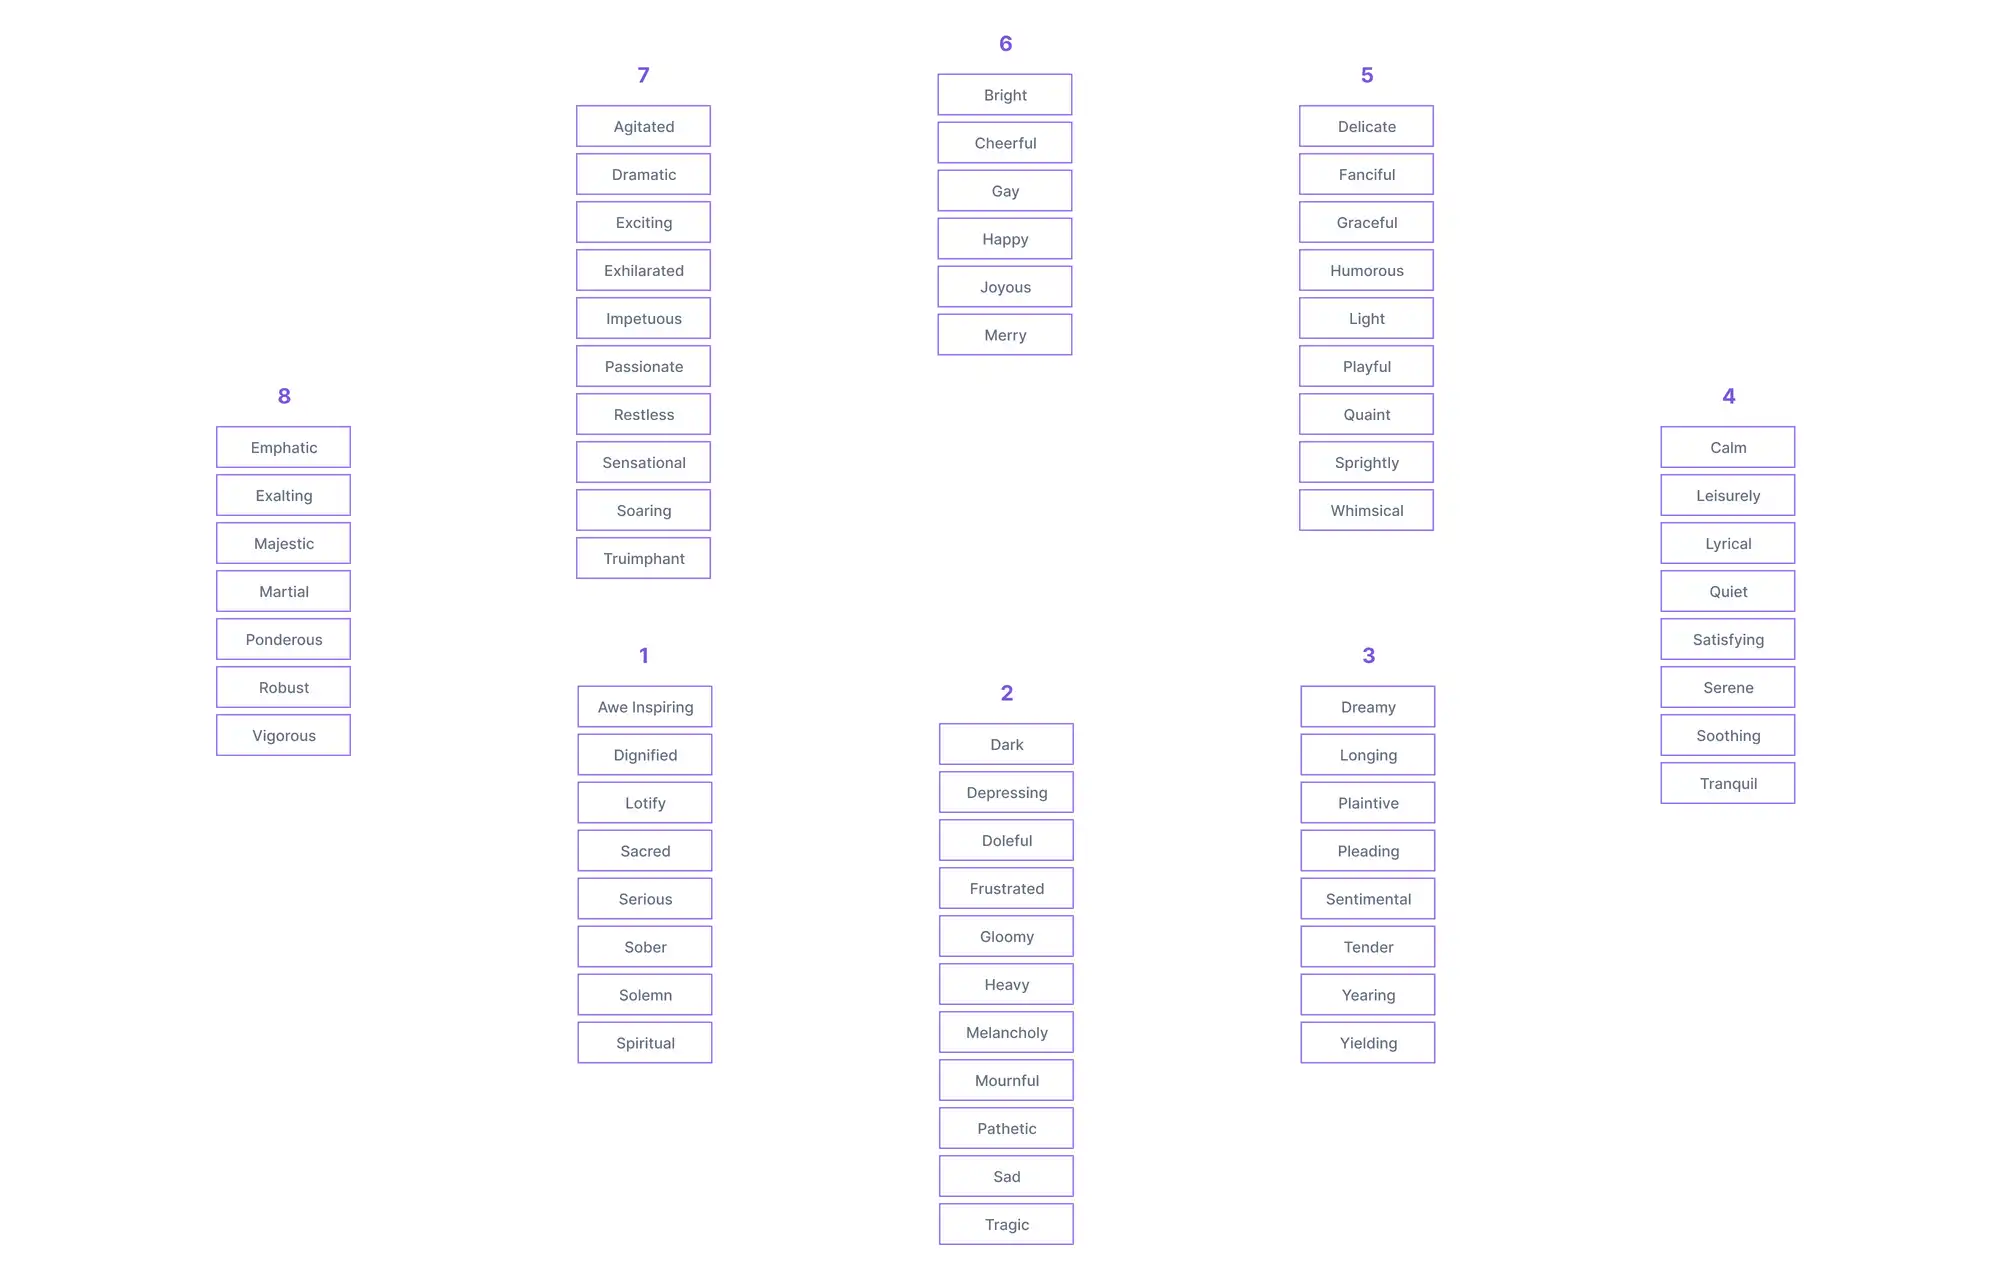 6
Bright
Cheerful
Gay
Happy
Joyous
Merry
7
Agitated
Dramatic
Exciting
Exhilarated
Impetuous
Passionate
Restless
Sensational
Soaring
Truimphant
5
Delicate
Fanciful
Graceful
Humorous
Light
Playful
Quaint
Sprightly
Whimsical
8
Emphatic
Exalting
Majestic
Martial
Ponderous
Robust
Vigorous
4
Calm
Leisurely
Lyrical
Quiet
Satisfying
Serene
Soothing
Tranquil
1
Awe Inspiring
Dignified
Lotify
Sacred
Serious
Sober
Solemn
Spiritual
2
Dark
Depressing
Doleful
Frustrated
Gloomy
Heavy
Melancholy
Mournful
Pathetic
Sad
Tragic
3
Dreamy
Longing
Plaintive
Pleading
Sentimental
Tender
Yearing
Yielding